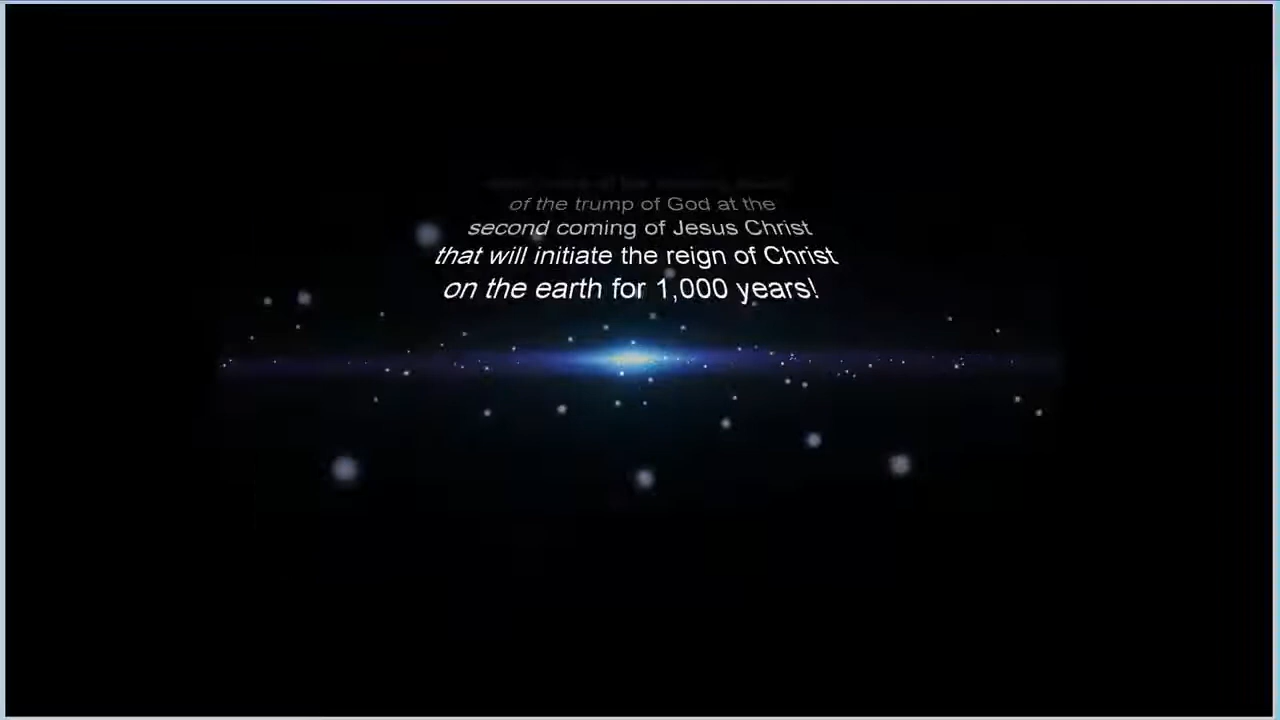 of the trump of God at the
second coming of Jesus Christ
that will initiate the reign of Christ
on the earth for 1,000 years!